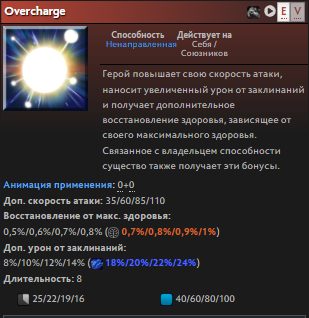 Overcharge
E V
Способность
Ненаправленная
Действует на
Себя /
Союзников
Герой повышает свою скорость атаки,
наносит увеличенный урон от заклинаний
и получает дополнительное
восстановление здоровья, зависящее от
своего максимального здоровья.
Связанное с владельцем способности
существо также получает эти бонусы.
Анимация применения: 0+0
Доп. скорость атаки: 35/60/85/110
Восстановление от макс. здоровья:
0,5%/0,6%/0,7%/0,8% ( 0,7%/0,8%/0,9%/1%)
Доп. урон от заклинаний:
8%/10%/12%/14% ( 18%/20%/22%/24%)
Длительность: 8
25/22/19/16 40/60/80/100